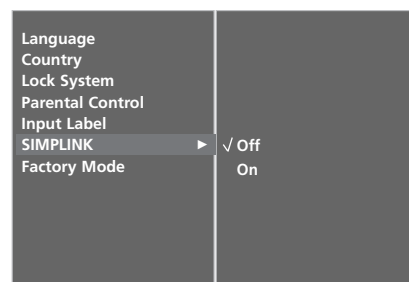 Language
Country
Lock System
Parental Control
Input Label
SIMPLINK ► √ Off
Factory Mode On